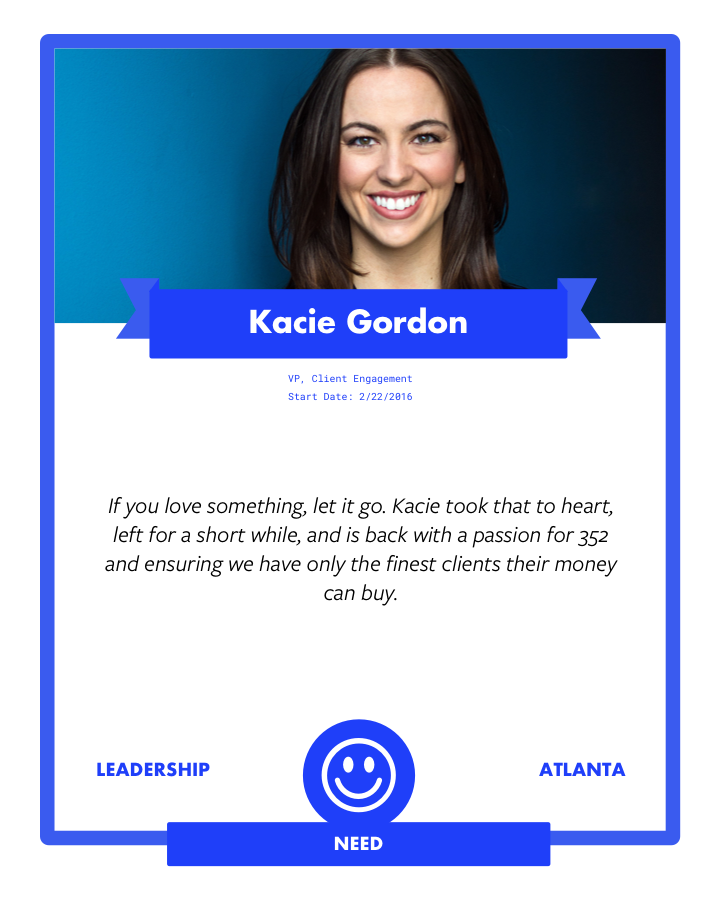 Kacie Gordon
VP, Client Engagement
Start Date: 2/22/2016
If you love something, let it go. Kacie took that to heart,
left for a short while, and is back with a passion for 352
and ensuring we have only the finest clients their money
can buy.
LEADERSHIP
ATLANTA
NEED